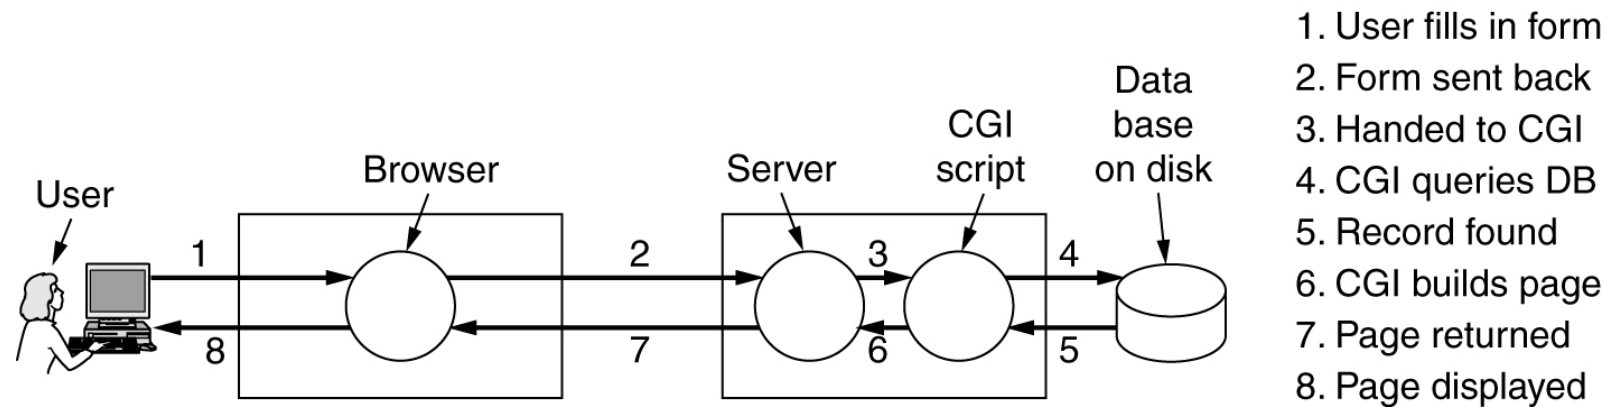 User
Browser
Server
CGI
script
Data
base
on disk
1
2
3
4
8
7
6
5
1. User fills in form
2. Form sent back
3. Handed to CGI
4. CGI queries DB
5. Record found
6. CGI builds page
7. Page returned
8. Page displayed